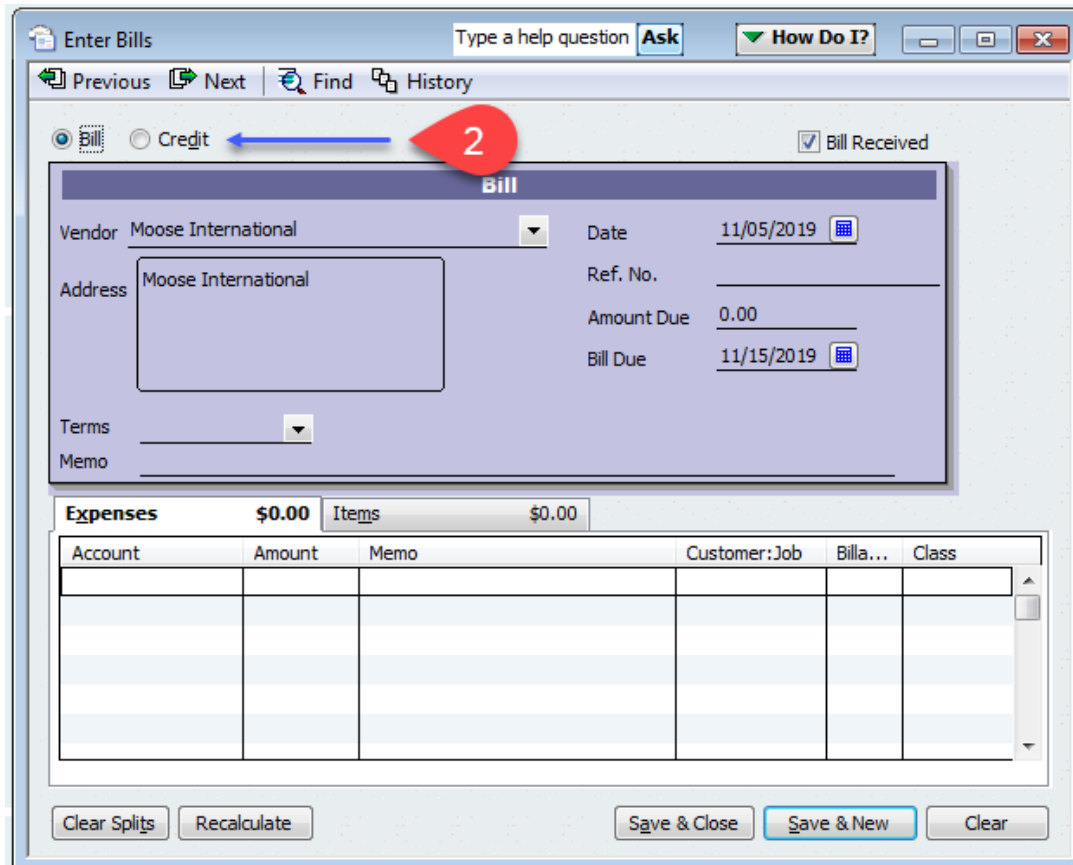 Enter Bills Type a help question Ask How Do I?
Previous Next Find History
Bill Credit 2 Bill Received
Bill
Vendor Moose International Date 11/05/2019
Address Moose International Ref. No.
Amount Due 0.00
Bill Due 11/15/2019
Terms
Memo
Expenses $0.00 Items $0.00
Account Amount Memo Customer:Job Billa... Class
Clear Splits Recalculate Save & Close Save & New Clear